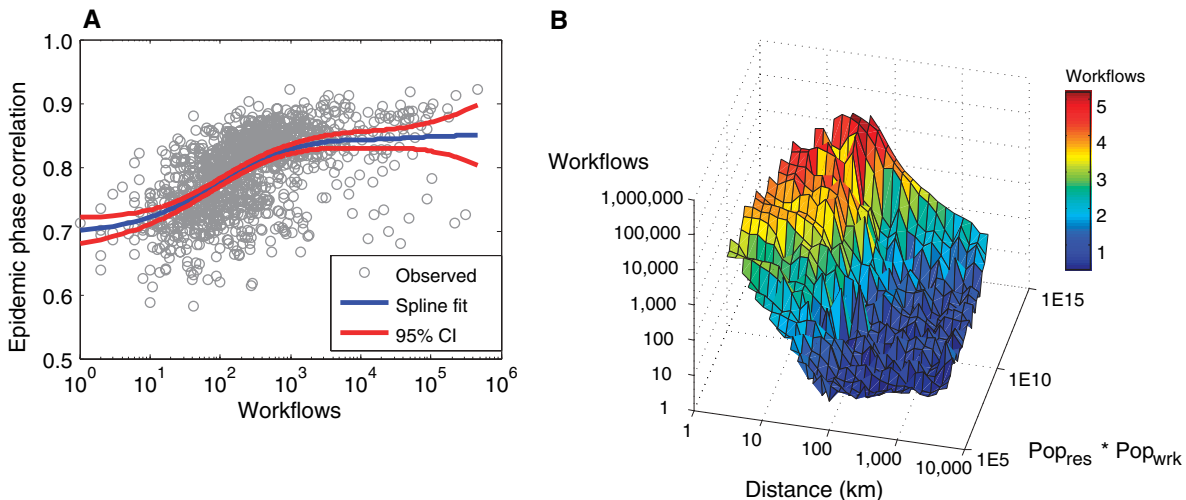 A
1.0
0.9
0.8
0.7
0.6
0.5
Epidemic phase correlation
10^0 10^1 10^2 10^3 10^4 10^5 10^6
Workflows
Observed
Spline fit
95% CI
B
Workflows
1,000,000
100,000
10,000
1,000
100
10
1
1 10 100 1,000 10,000
Distance (km)
1E5
1E10
1E15
Pop_res * Pop_wrk
Workflows
5
4
3
2
1